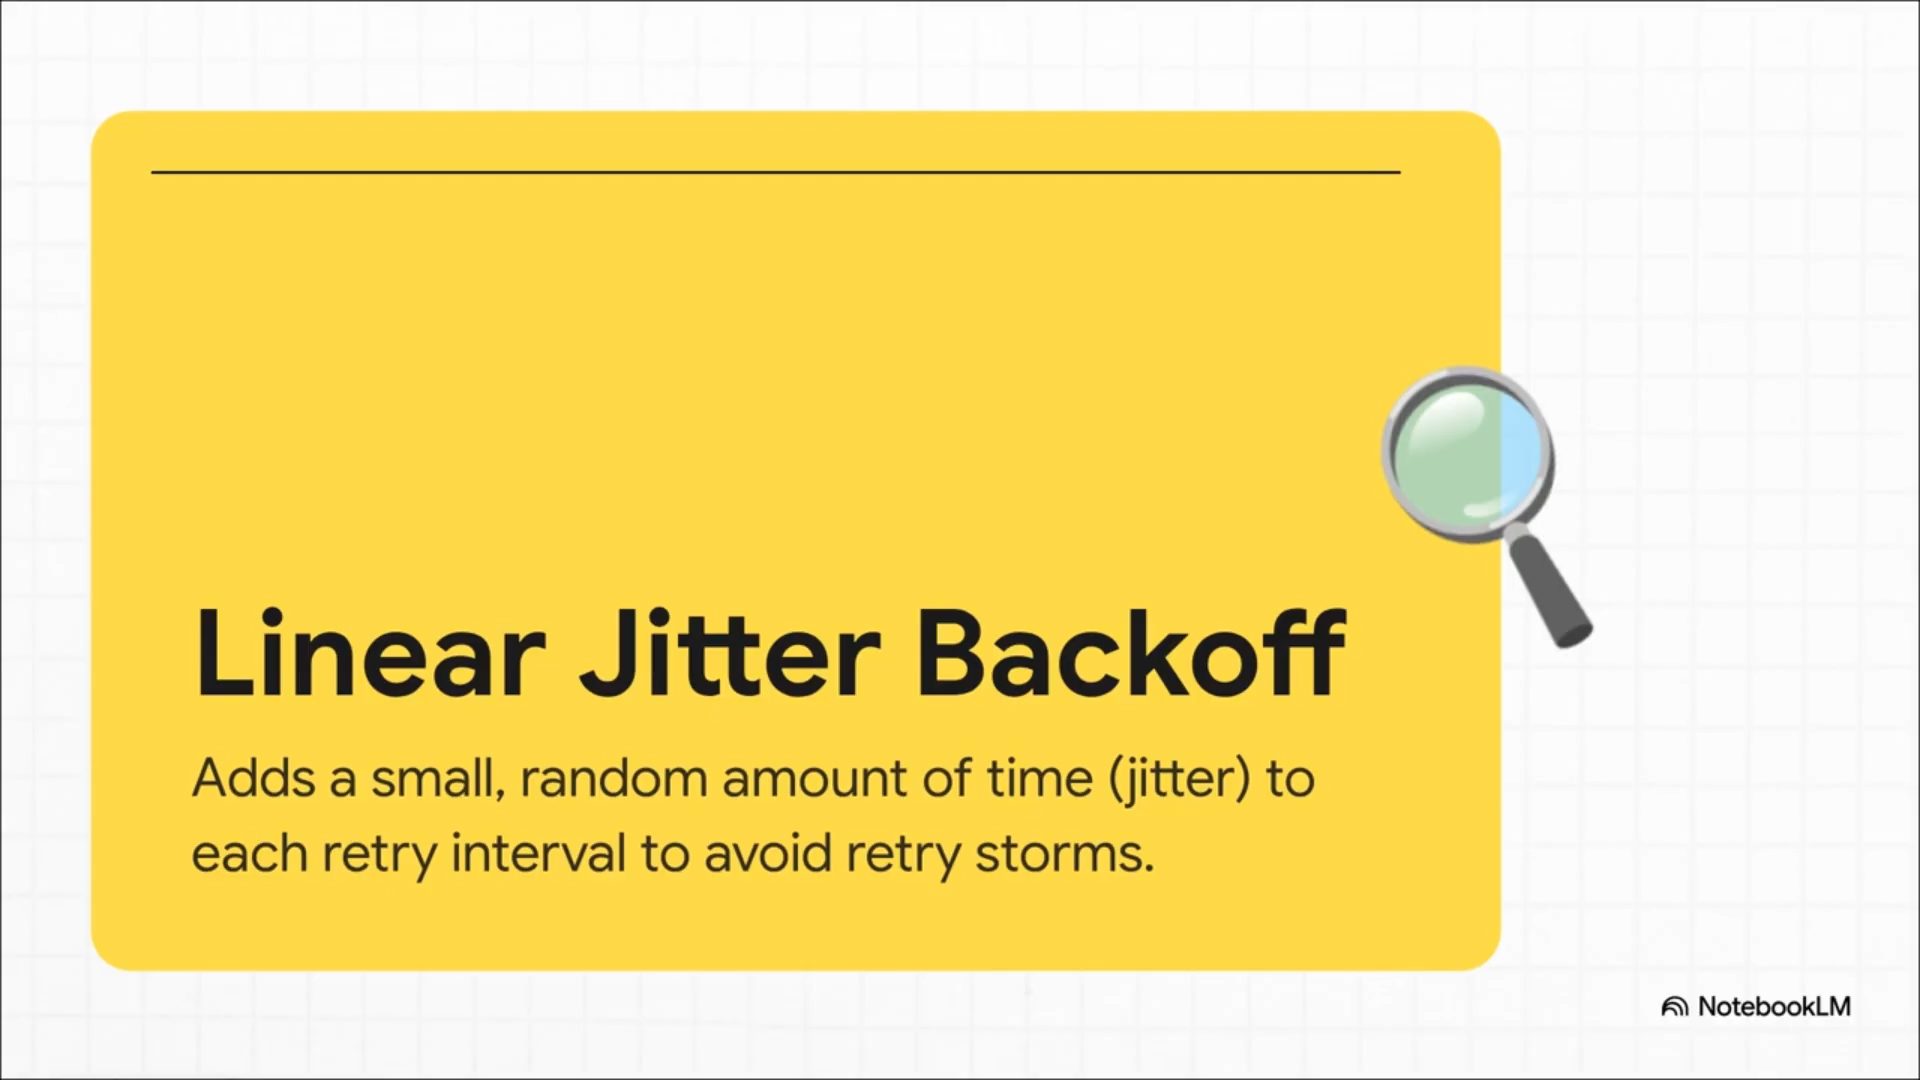 Linear Jitter Backoff
Adds a small, random amount of time (jitter) to
each retry interval to avoid retry storms.
NotebookLM